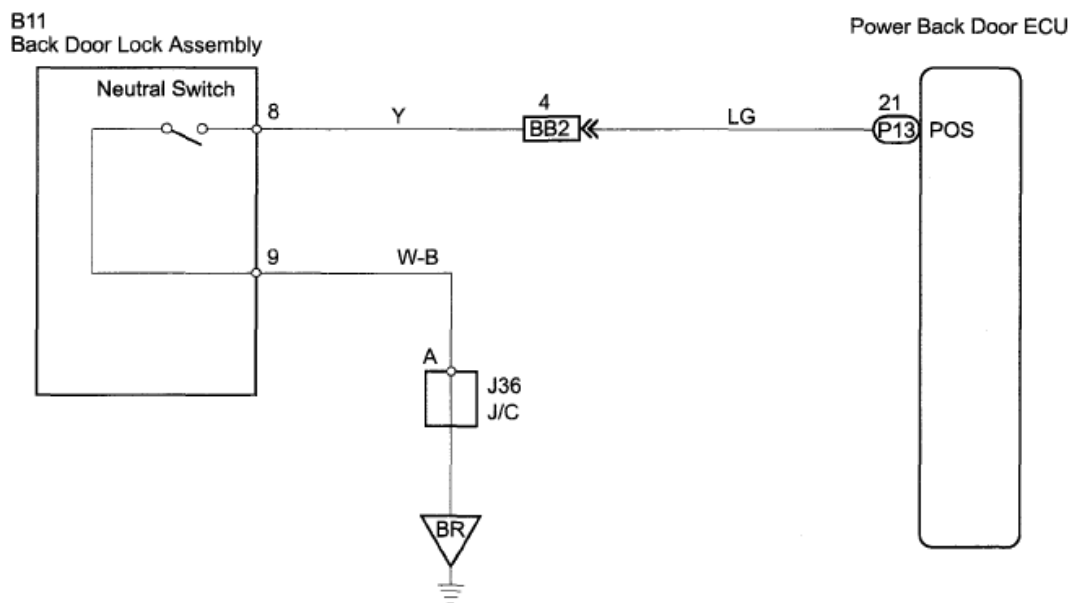 B11
Back Door Lock Assembly
Power Back Door ECU
Neutral Switch
8
Y
4
BB2
LG
21
P13
POS
9
W-B
A
J36
J/C
BR